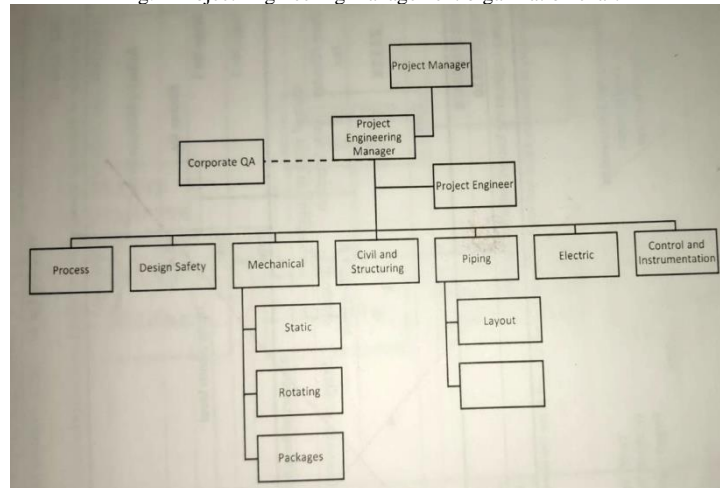 Project Manager
Project
Engineering
Manager
Corporate QA
Project Engineer
Process
Design Safety
Mechanical
Civil and
Structuring
Piping
Electric
Control and
Instrumentation
Static
Layout
Rotating
Packages